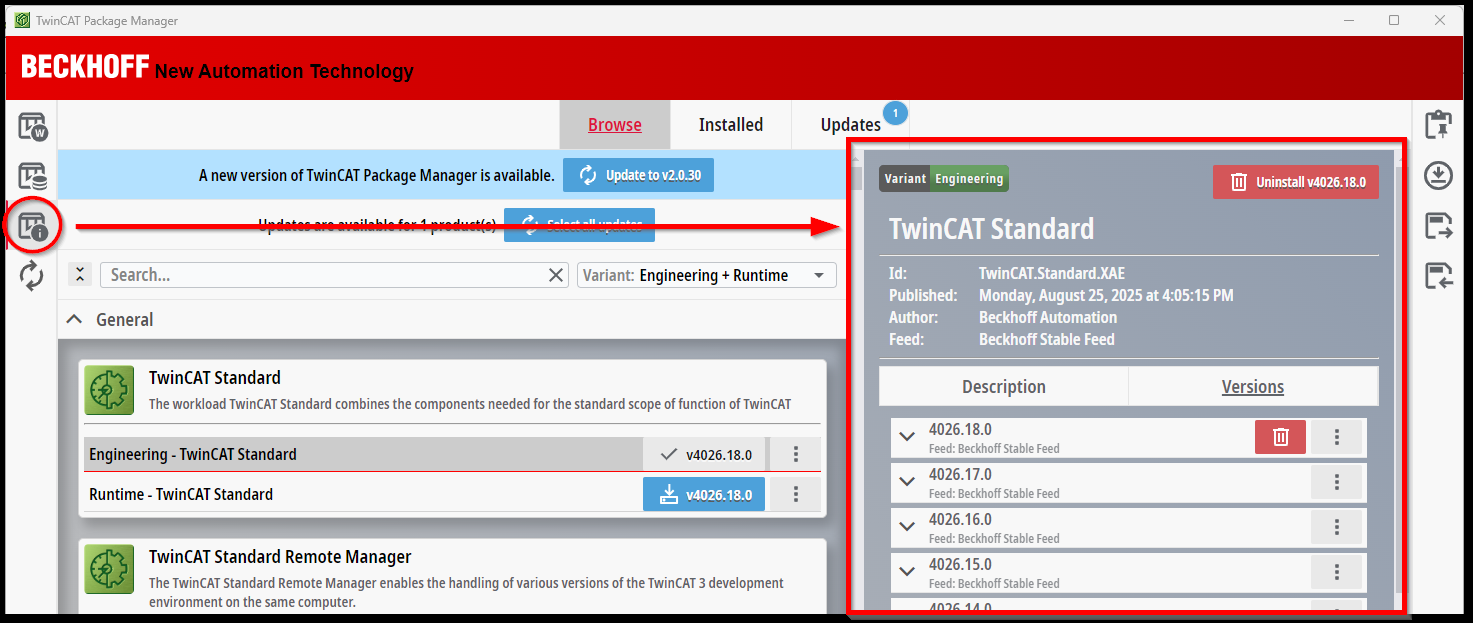 TwinCAT Package Manager
BECKHOFF New Automation Technology
W
Browse
Installed
Updates
1
A new version of TwinCAT Package Manager is available.
Update to v2.0.30
Updates are available for 1 product(s)
Select all updates
Search...
Variant: Engineering + Runtime
General
TwinCAT Standard
The workload TwinCAT Standard combines the components needed for the standard scope of function of TwinCAT
Engineering - TwinCAT Standard
v4026.18.0
Runtime - TwinCAT Standard
v4026.18.0
TwinCAT Standard Remote Manager
The TwinCAT Standard Remote Manager enables the handling of various versions of the TwinCAT 3 development
environment on the same computer.
Variant Engineering
Uninstall v4026.18.0
TwinCAT Standard
Id: TwinCAT.Standard.XAE
Published: Monday, August 25, 2025 at 4:05:15 PM
Author: Beckhoff Automation
Feed: Beckhoff Stable Feed
Description
Versions
4026.18.0
Feed: Beckhoff Stable Feed
4026.17.0
Feed: Beckhoff Stable Feed
4026.16.0
Feed: Beckhoff Stable Feed
4026.15.0
Feed: Beckhoff Stable Feed
4026.14.0